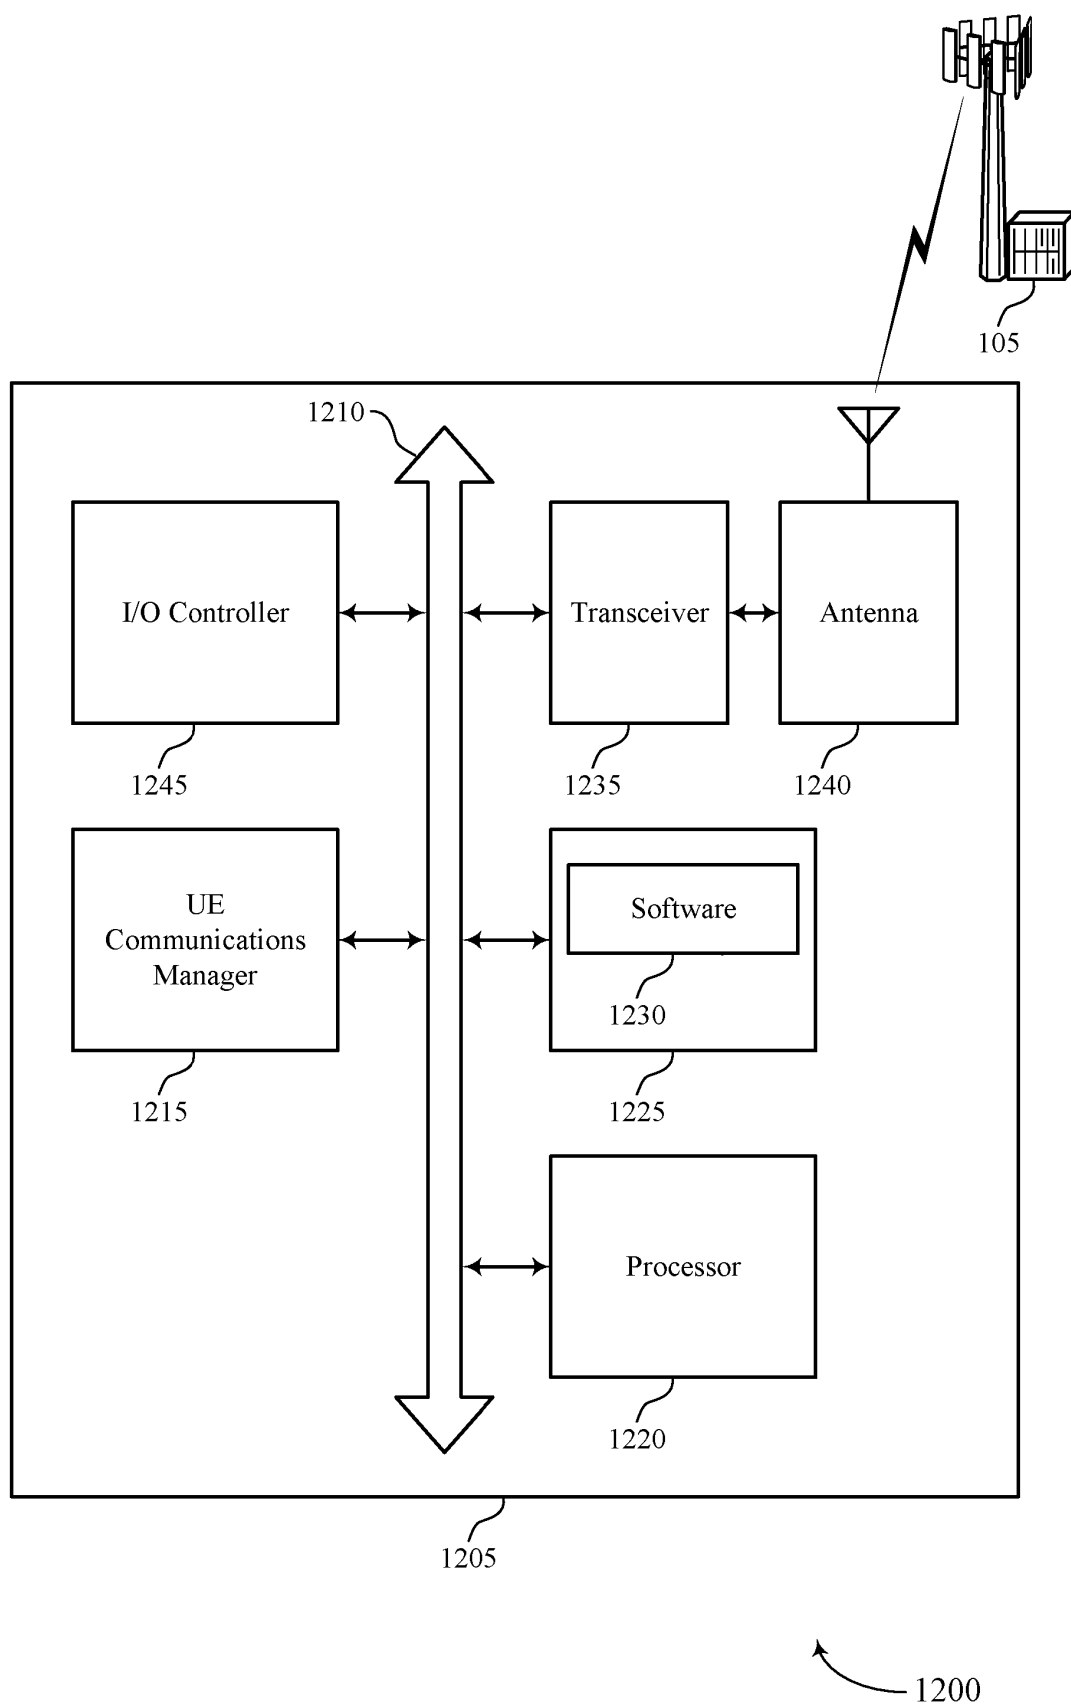 105
1210
I/O Controller
Transceiver
Antenna
1245
1235
1240
UE
Communications
Manager
Software
1230
1215
1225
Processor
1220
1205
1200